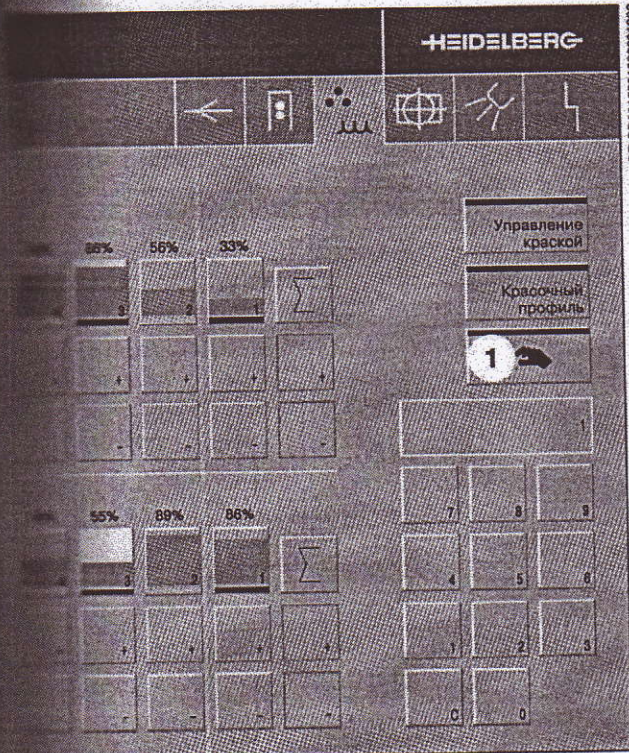 HEIDELBERG
Управление
краской
Красочный
профиль
1
86% 56% 33%
3 2 1 Σ
+ + + +
- - - -
1
55% 89% 86%
4 3 2 1 Σ
- + + + +
- - - -
7 8 9
4 5 6
1 2 3
C 0